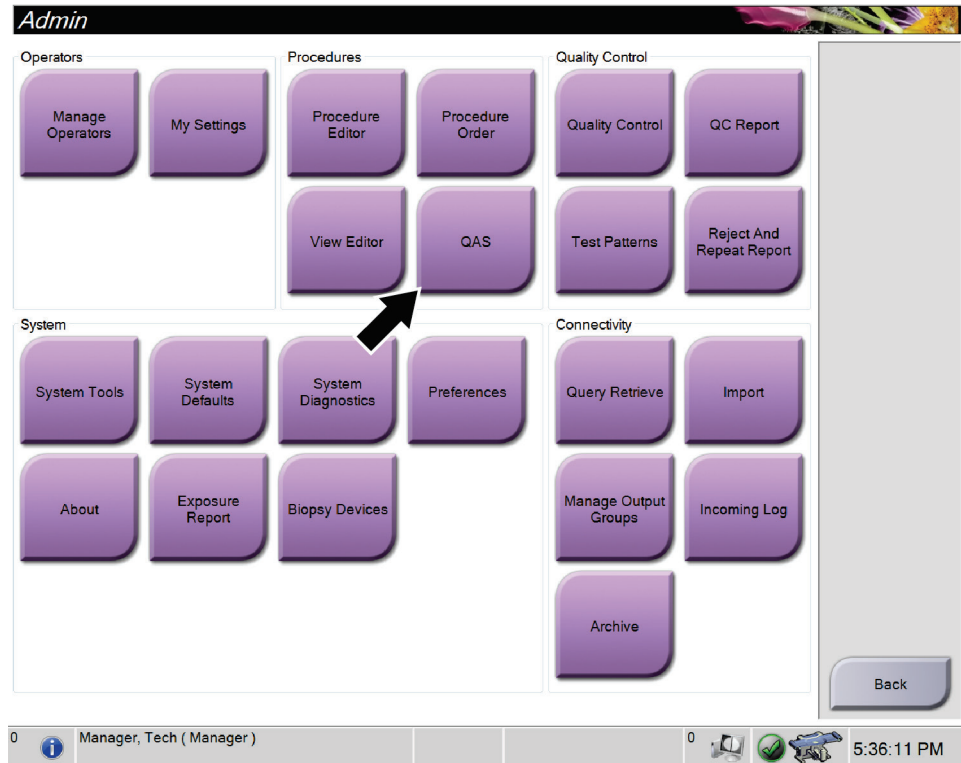 Admin
Operators
Manage
Operators
My Settings
Procedures
Procedure
Editor
Procedure
Order
View Editor
QAS
Quality Control
Quality Control
QC Report
Test Patterns
Reject And
Repeat Report
System
System Tools
System
Defaults
System
Diagnostics
Preferences
About
Exposure
Report
Biopsy Devices
Connectivity
Query Retrieve
Import
Manage Output
Groups
Incoming Log
Archive
Back
0
i
Manager, Tech ( Manager )
0
5:36:11 PM